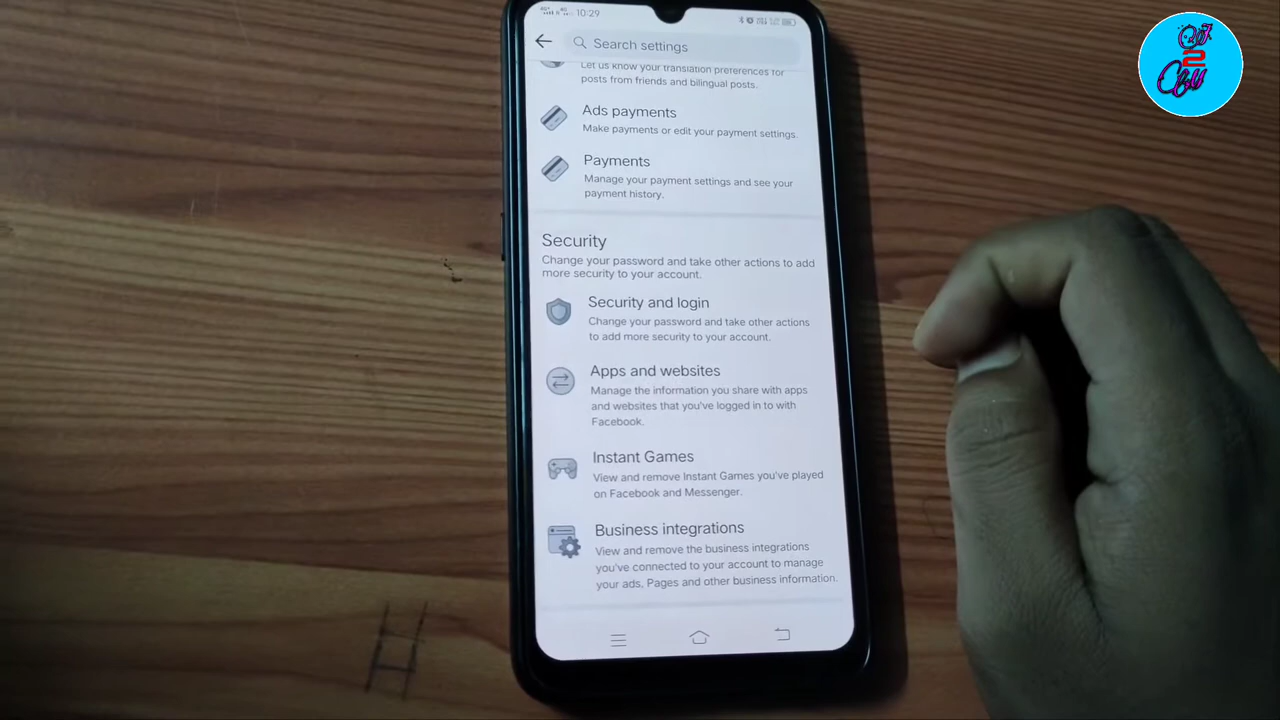 10:29
Search settings
Let us know your translation preferences for
posts from friends and bilingual posts.
Ads payments
Make payments or edit your payment settings.
Payments
Manage your payment settings and see your
payment history.
Security
Change your password and take other actions to add
more security to your account.
Security and login
Change your password and take other actions
to add more security to your account.
Apps and websites
Manage the information you share with apps
and websites that you've logged in to with
Facebook.
Instant Games
View and remove Instant Games you've played
on Facebook and Messenger.
Business integrations
View and remove the business integrations
you've connected to your account to manage
your ads, Pages and other business information.
H